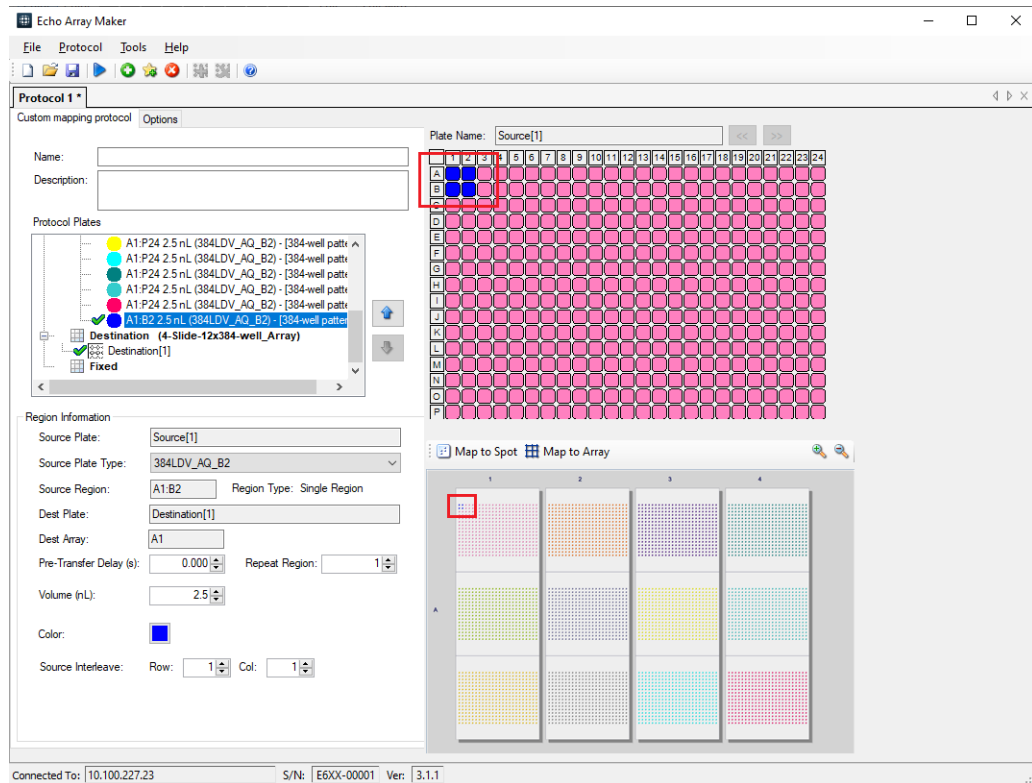 Echo Array Maker
File Protocol Tools Help
Protocol 1 *
Custom mapping protocol Options
Name:
Description:
Protocol Plates
A1:P24 2.5 nL (384LDV_AQ_B2) - [384-well patte
A1:P24 2.5 nL (384LDV_AQ_B2) - [384-well patte
A1:P24 2.5 nL (384LDV_AQ_B2) - [384-well patte
A1:P24 2.5 nL (384LDV_AQ_B2) - [384-well patte
A1:P24 2.5 nL (384LDV_AQ_B2) - [384-well patte
A1:B2 2.5 nL (384LDV_AQ_B2) - [384-well patter
Destination (4-Slide-12x384-well_Array)
Destination[1]
Fixed
Region Information
Source Plate: Source[1]
Source Plate Type: 384LDV_AQ_B2
Source Region: A1:B2 Region Type: Single Region
Dest Plate: Destination[1]
Dest Array: A1
Pre-Transfer Delay (s): 0.000 Repeat Region: 1
Volume (nL): 2.5
Color:
Source Interleave: Row: 1 Col: 1
Plate Name: Source[1] << >>
1 2 3 4 5 6 7 8 9 10 11 12 13 14 15 16 17 18 19 20 21 22 23 24
A
B
C
D
E
F
G
H
I
J
K
L
M
N
O
P
Map to Spot Map to Array
1 2 3 4
A
Connected To: 10.100.227.23 S/N: E6XX-00001 Ver: 3.1.1